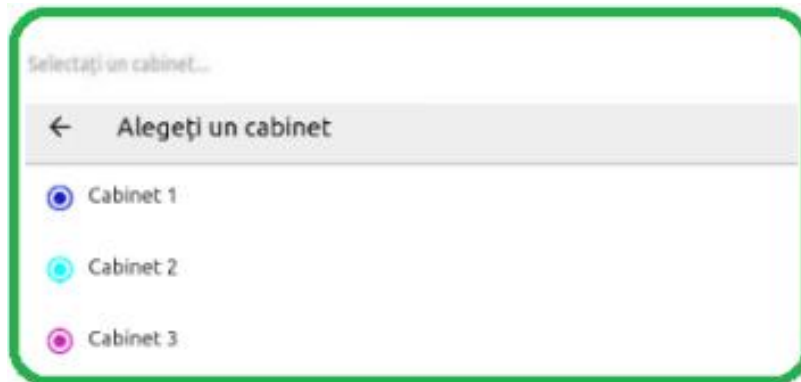 Selectați un cabinet...
Alegeți un cabinet
Cabinet 1
Cabinet 2
Cabinet 3